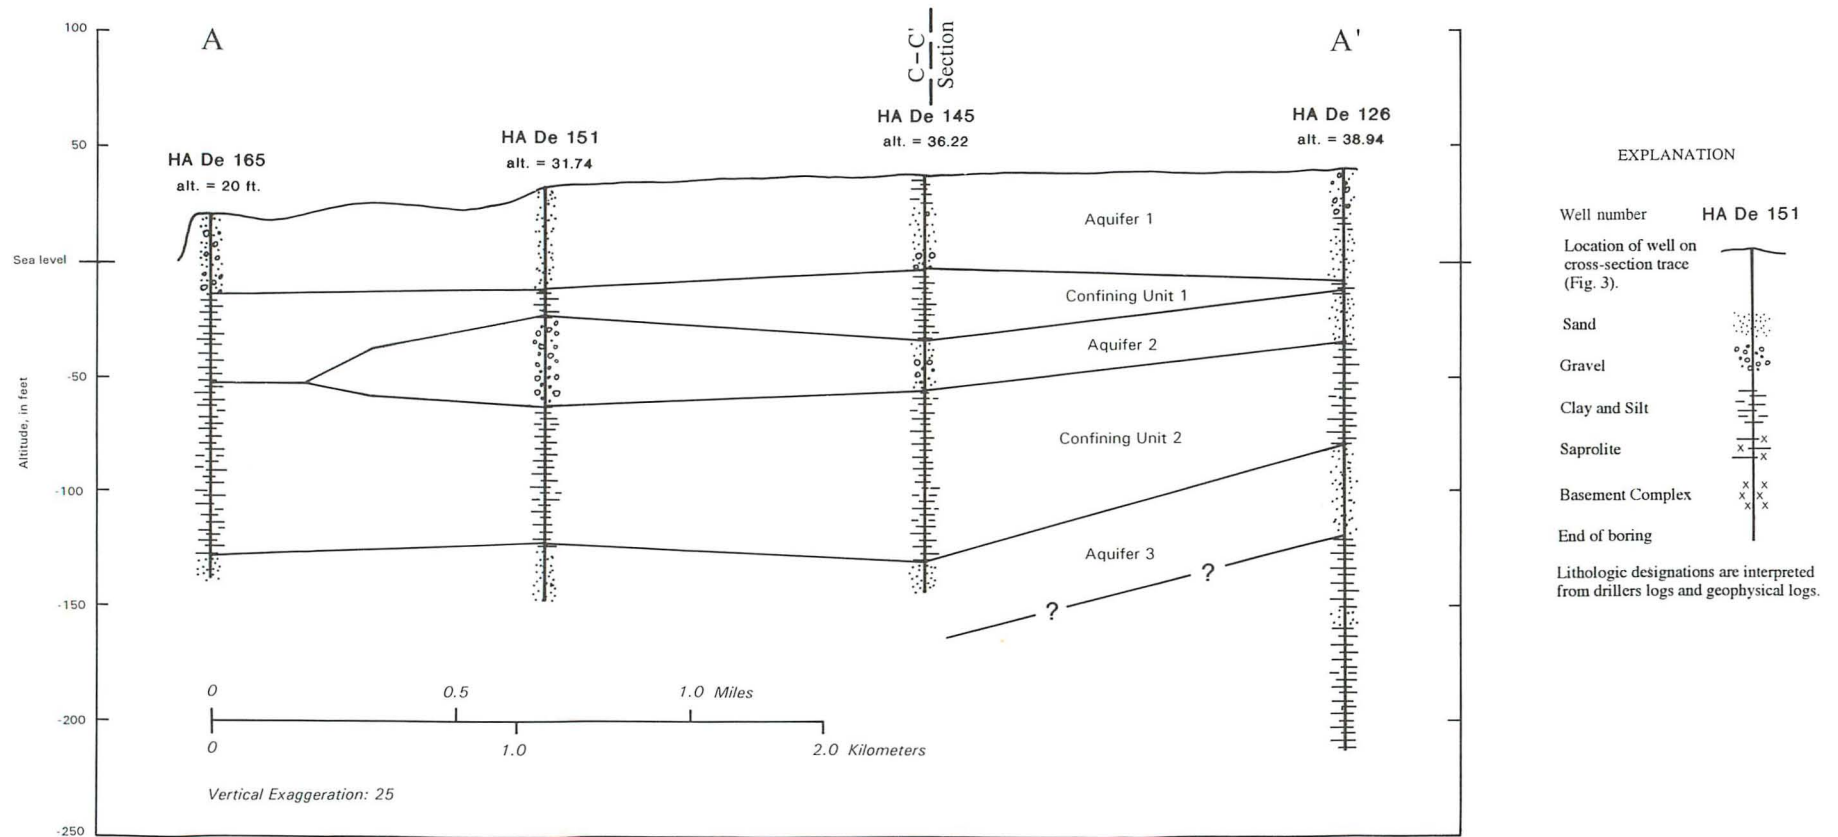 A
A'
C-C'
Section
HA De 165
alt. = 20 ft.
HA De 151
alt. = 31.74
HA De 145
alt. = 36.22
HA De 126
alt. = 38.94
100
50
Sea level
-50
-100
-150
-200
-250
Altitude, in feet
Aquifer 1
Confining Unit 1
Aquifer 2
Confining Unit 2
Aquifer 3
?
?
0 0.5 1.0 Miles
0 1.0 2.0 Kilometers
Vertical Exaggeration: 25
EXPLANATION
Well number HA De 151
Location of well on
cross-section trace
(Fig. 3).
Sand
Gravel
Clay and Silt
Saprolite
Basement Complex
End of boring
Lithologic designations are interpreted
from drillers logs and geophysical logs.